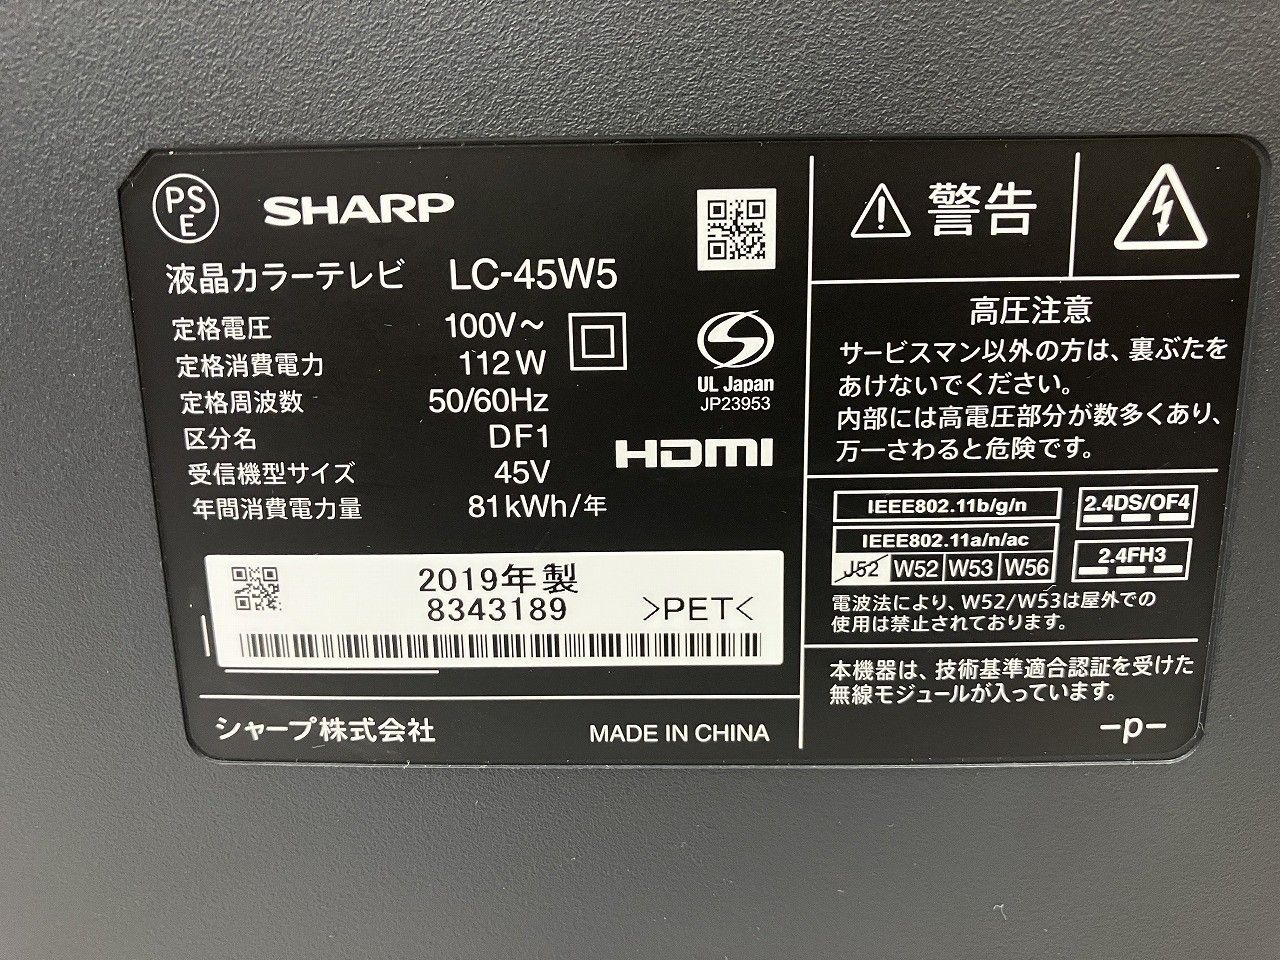 PSE
SHARP
液晶カラーテレビ LC-45W5
定格電圧 100V~
定格消費電力 112W
定格周波数 50/60Hz
区分名 DF1
受信機型サイズ 45V
年間消費電力量 81kWh/年
S
UL Japan
JP23953
HDMI
2019年製
8343189 >PET<
シャープ株式会社 MADE IN CHINA
警告
高圧注意
サービスマン以外の方は、裏ぶたを
あけないでください。
内部には高電圧部分が数多くあり、
万一さわると危険です。
IEEE802.11b/g/n 2.4DS/OF4
IEEE802.11a/n/ac 2.4FH3
J52 W52 W53 W56
電波法により、W52/W53は屋外での
使用は禁止されております。
本機器は、技術基準適合認証を受けた
無線モジュールが入っています。
-p-